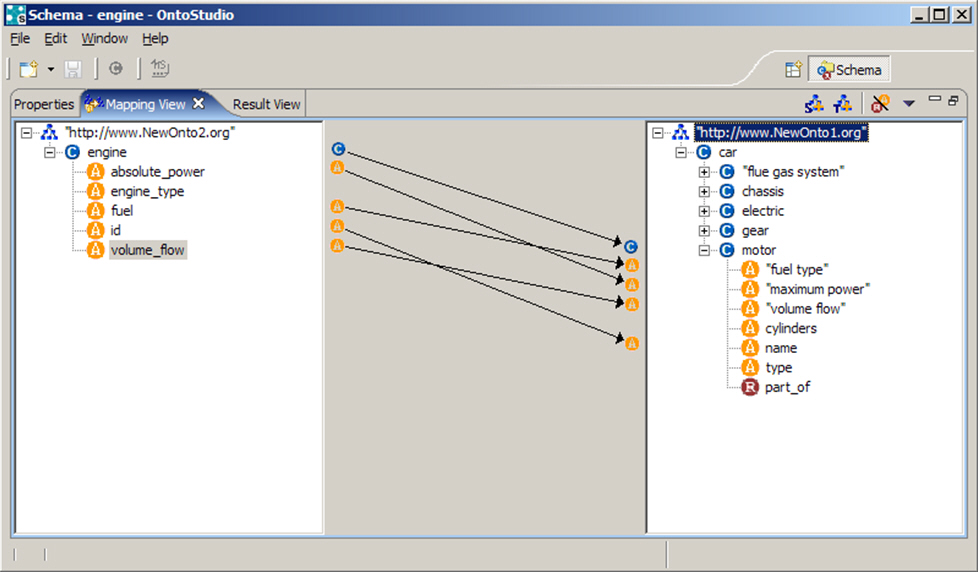 Schema - engine - OntoStudio
File Edit Window Help
Schema
Properties Mapping View Result View
"http://www.NewOnto2.org"
engine
absolute_power
engine_type
fuel
id
volume_flow
"http://www.NewOnto1.org"
car
"flue gas system"
chassis
electric
gear
motor
"fuel type"
"maximum power"
"volume flow"
cylinders
name
type
part_of